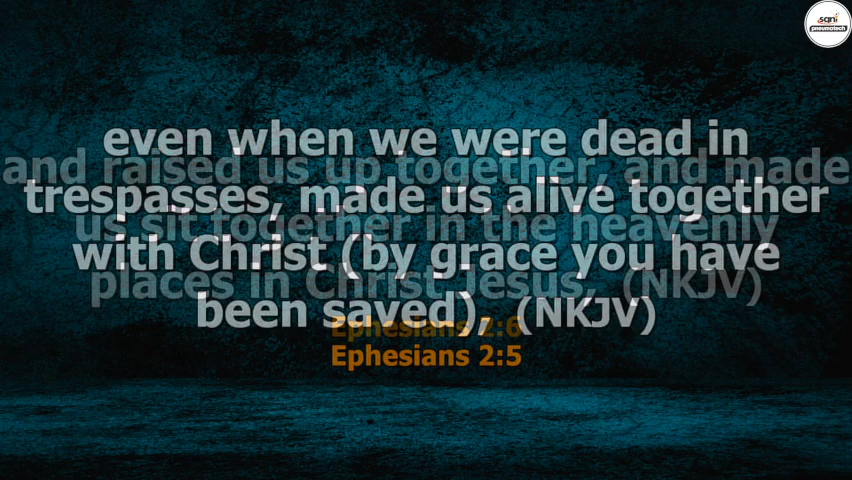 sgni
pneumatech
even when we were dead in
trespasses, made us alive together
with Christ (by grace you have
been saved), (NKJV)
Ephesians 2:5
and raised us up together, and made
us sit together in the heavenly
places in Christ Jesus, (NKJV)
Ephesians 2:6